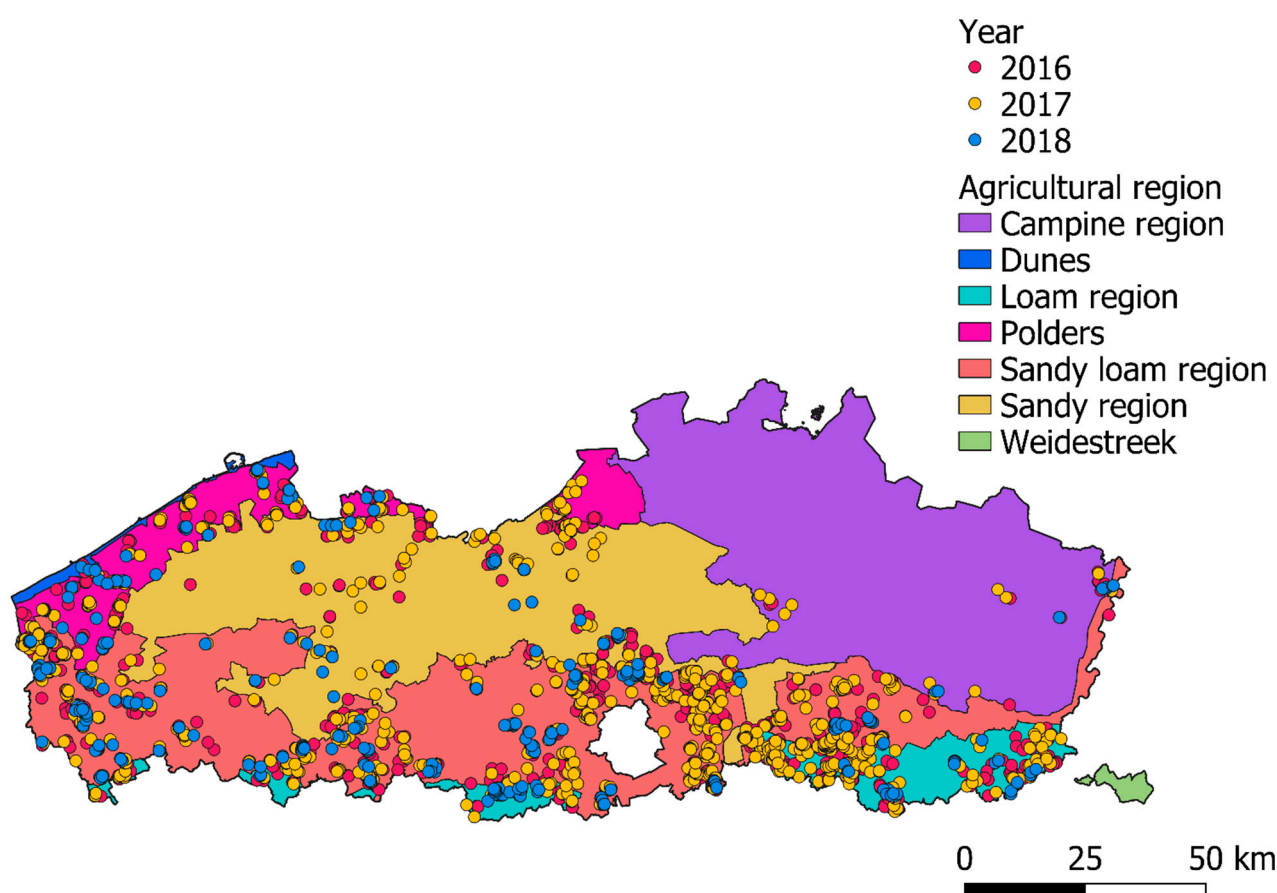 Year
2016
2017
2018
Agricultural region
Campine region
Dunes
Loam region
Polders
Sandy loam region
Sandy region
Weidestreek
0 25 50 km